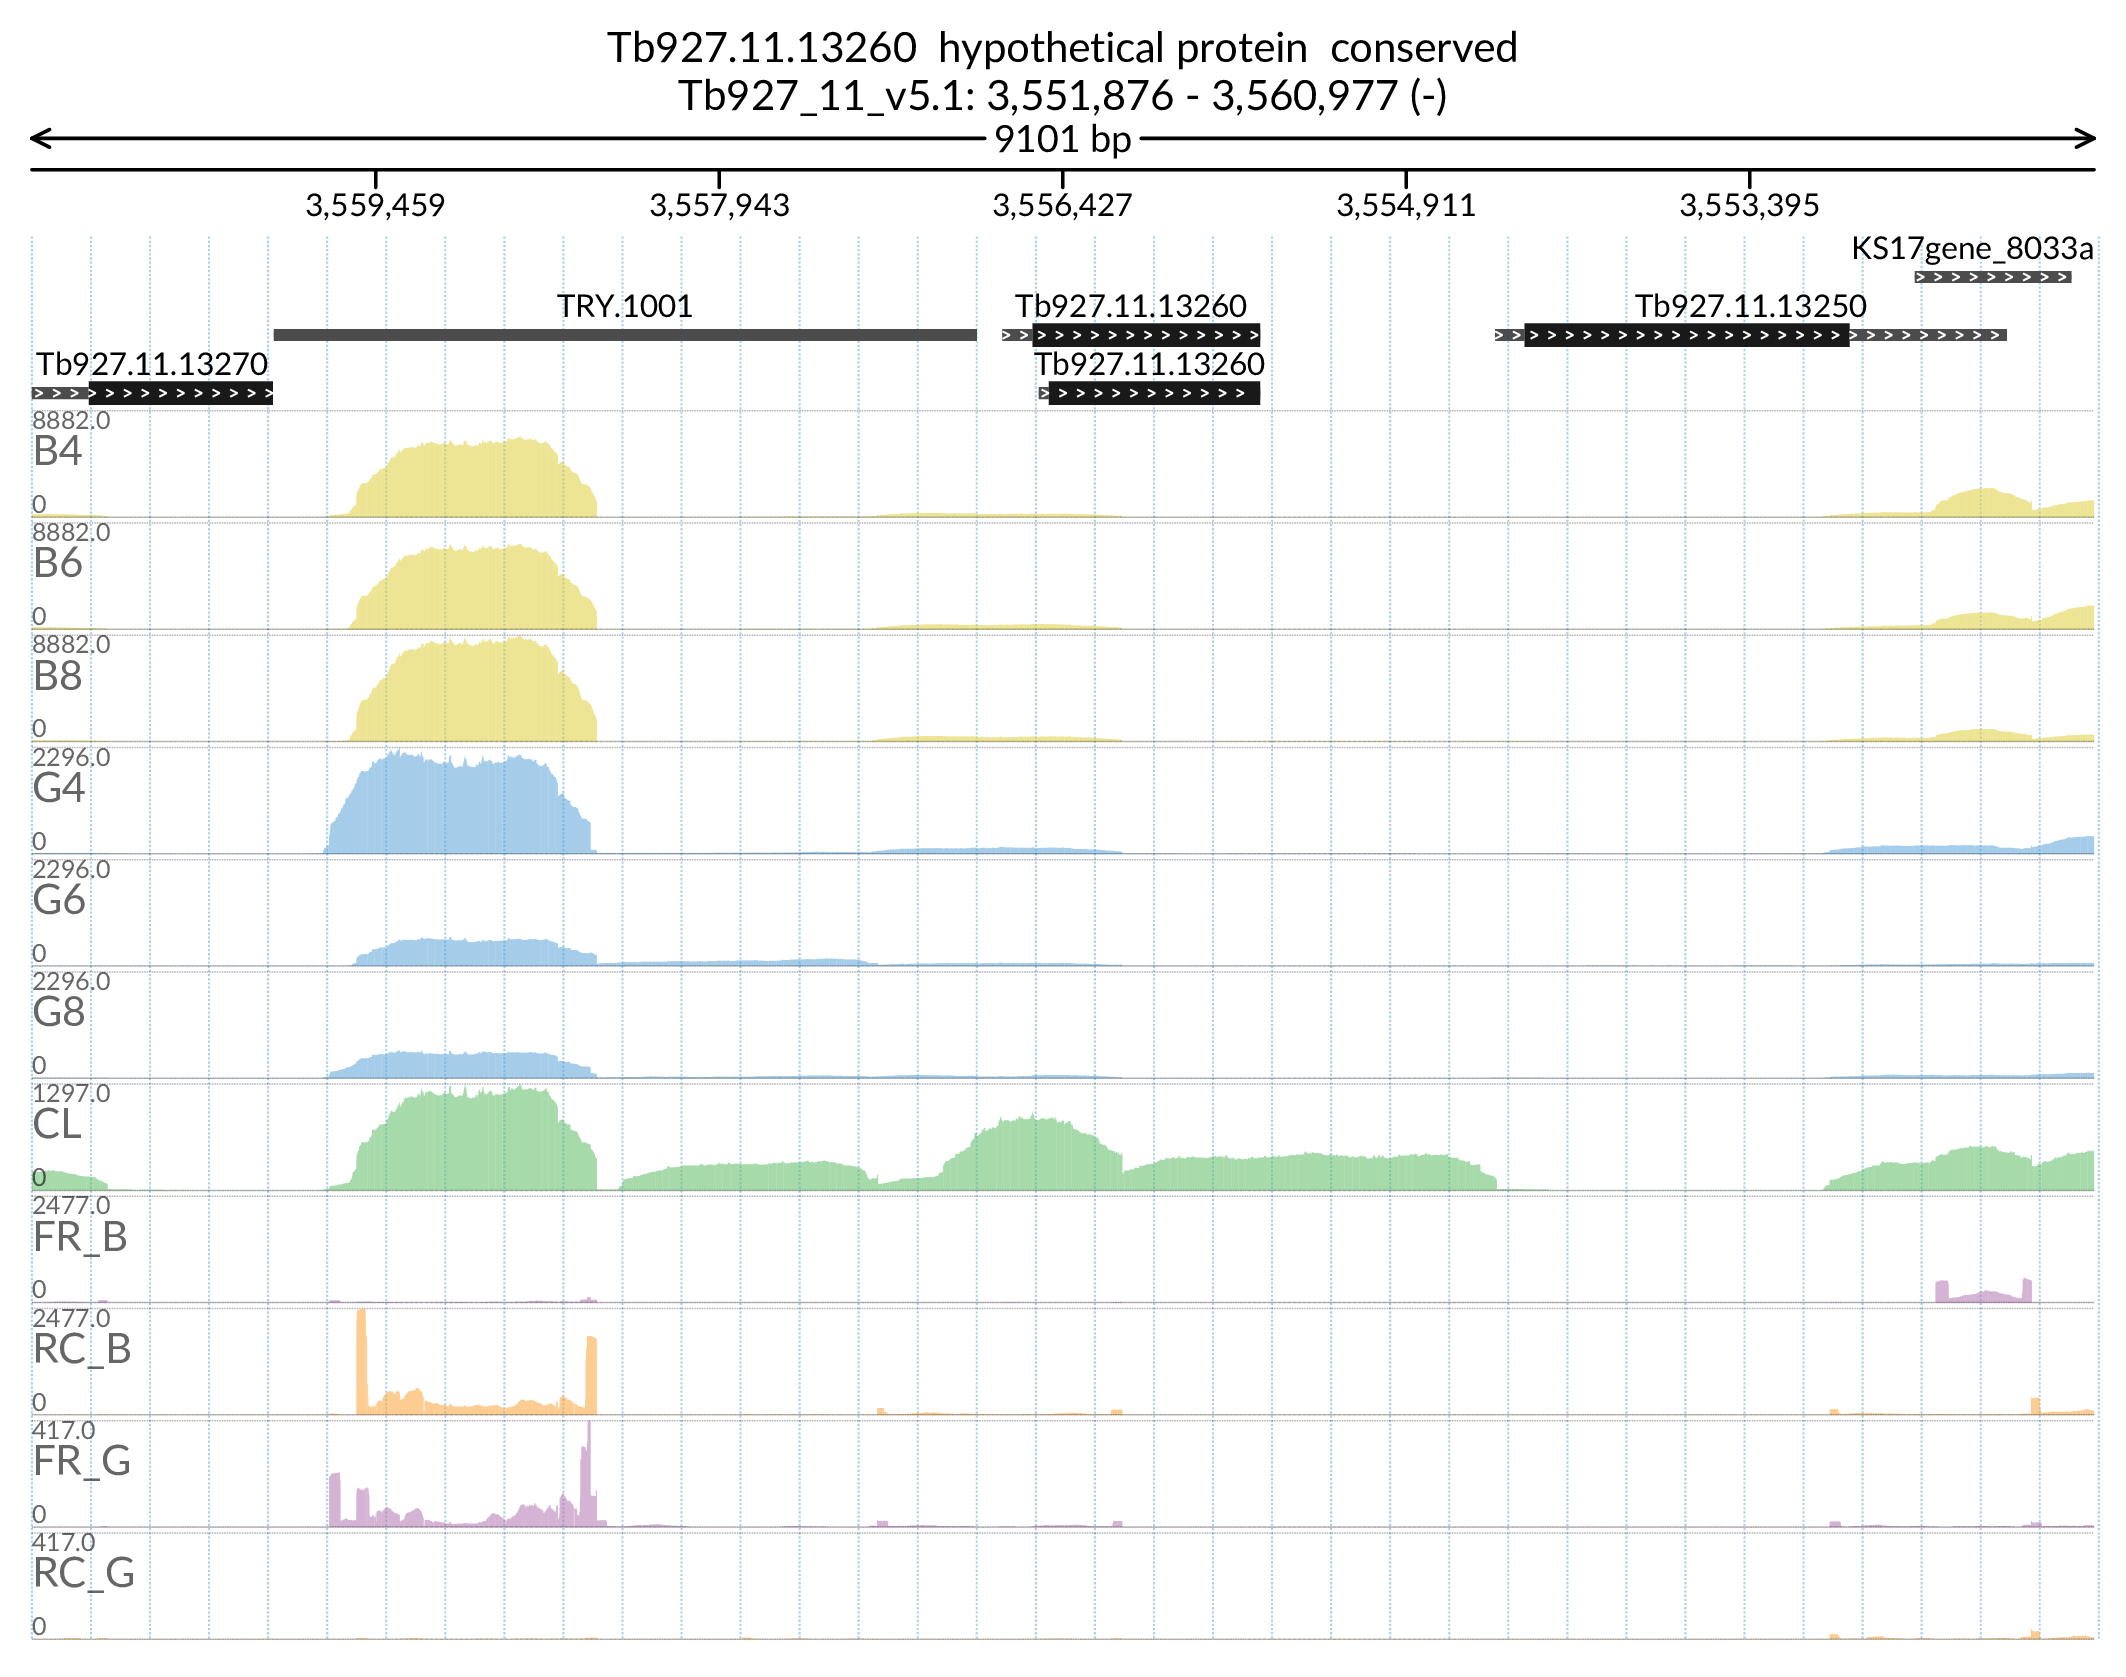 Tb927.11.13260  hypothetical protein  conserved
Tb927_11_v5.1: 3,551,876 - 3,560,977 (-)
9101 bp
3,559,459 3,557,943 3,556,427 3,554,911 3,553,395
KS17gene_8033a
TRY.1001 Tb927.11.13260 Tb927.11.13250
Tb927.11.13270 Tb927.11.13260
8882.0
B4
0
8882.0
B6
0
8882.0
B8
0
2296.0
G4
0
2296.0
G6
0
2296.0
G8
0
1297.0
CL
0
2477.0
FR_B
0
2477.0
RC_B
0
417.0
FR_G
0
417.0
RC_G
0